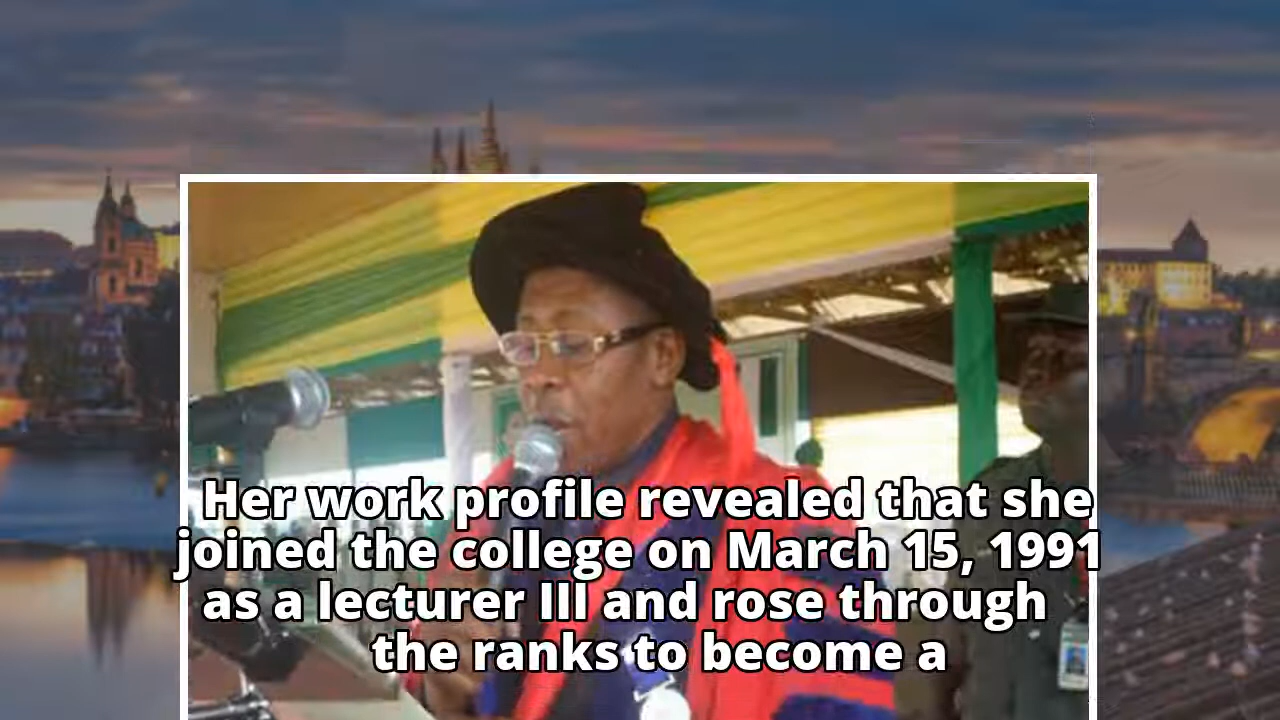 Her work profile revealed that she
joined the college on March 15, 1991
as a lecturer III and rose through
the ranks to become a